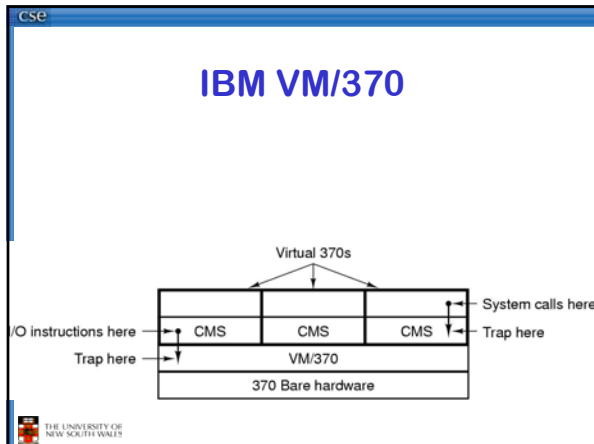 cse
IBM VM/370
Virtual 370s
System calls here
/O instructions here
CMS
CMS
CMS
Trap here
Trap here
VM/370
370 Bare hardware
THE UNIVERSITY OF
NEW SOUTH WALES